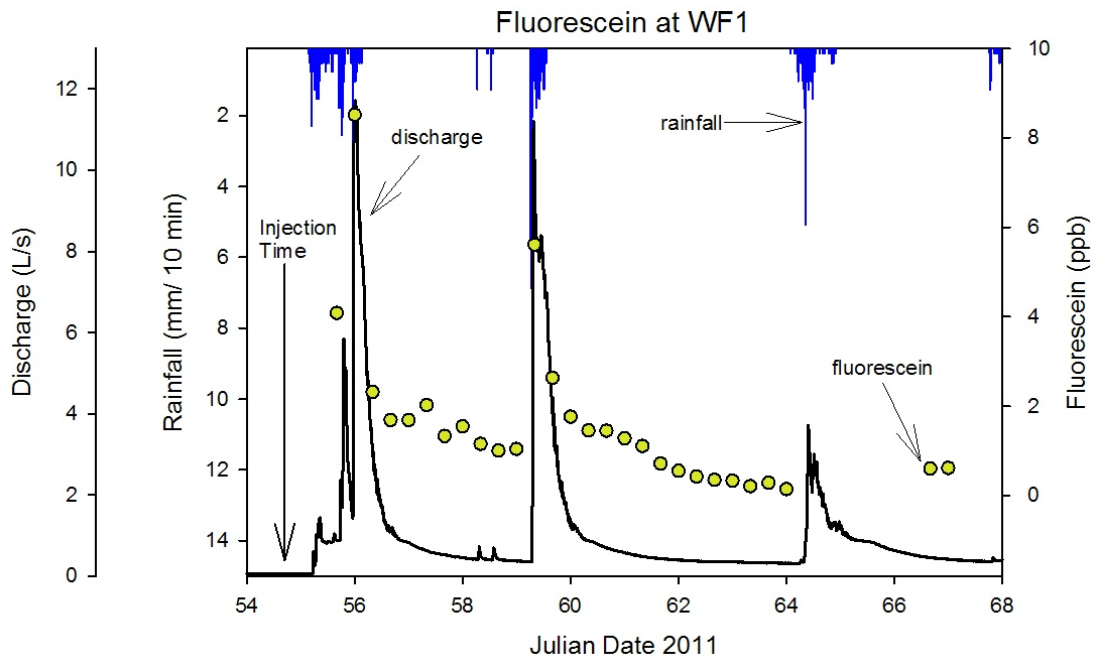 Fluorescein at WF1
Discharge (L/s)
12
10
8
6
4
2
0
Rainfall (mm/ 10 min)
2
4
6
8
10
12
14
Injection
Time
discharge
rainfall
fluorescein
10
8
6
4
2
0
Fluorescein (ppb)
54 56 58 60 62 64 66 68
Julian Date 2011